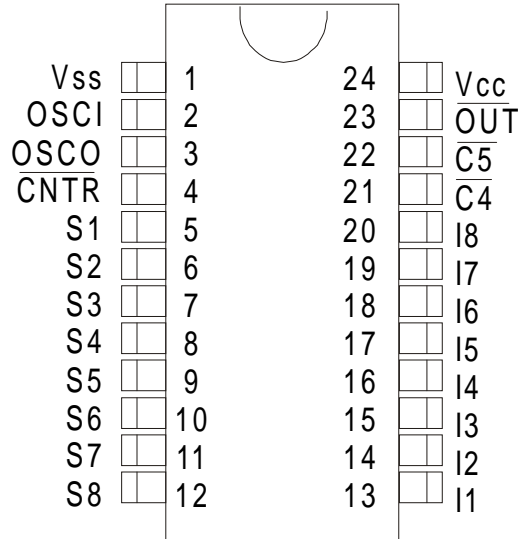 Vss 1 24 Vcc
OSCI 2 23 OUT
OSCO 3 22 C5
CNTR 4 21 C4
S1 5 20 I8
S2 6 19 I7
S3 7 18 I6
S4 8 17 I5
S5 9 16 I4
S6 10 15 I3
S7 11 14 I2
S8 12 13 I1